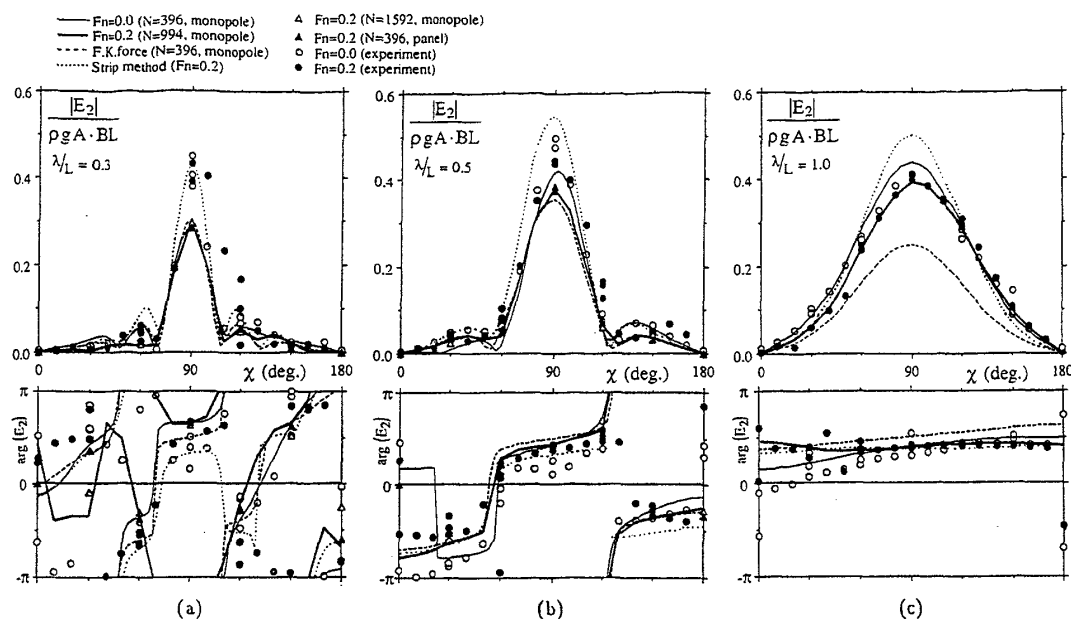 Fn=0.0 (N=396, monopole)
Fn=0.2 (N=994, monopole)
F.K.force (N=396, monopole)
Strip method (Fn=0.2)
Fn=0.2 (N=1592, monopole)
Fn=0.2 (N=396, panel)
Fn=0.0 (experiment)
Fn=0.2 (experiment)
0.6
|E₂|
ρgA·BL
λ/L = 0.3
0.4
0.2
0.0
0
90
χ (deg.)
180
π
arg (E₂)
0
-π
(a)
0.6
|E₂|
ρgA·BL
λ/L = 0.5
0.4
0.2
0.0
0
90
χ (deg.)
180
π
arg (E₂)
0
-π
(b)
0.6
|E₂|
ρgA·BL
λ/L = 1.0
0.4
0.2
0.0
0
90
χ (deg.)
180
π
arg (E₂)
0
-π
(c)